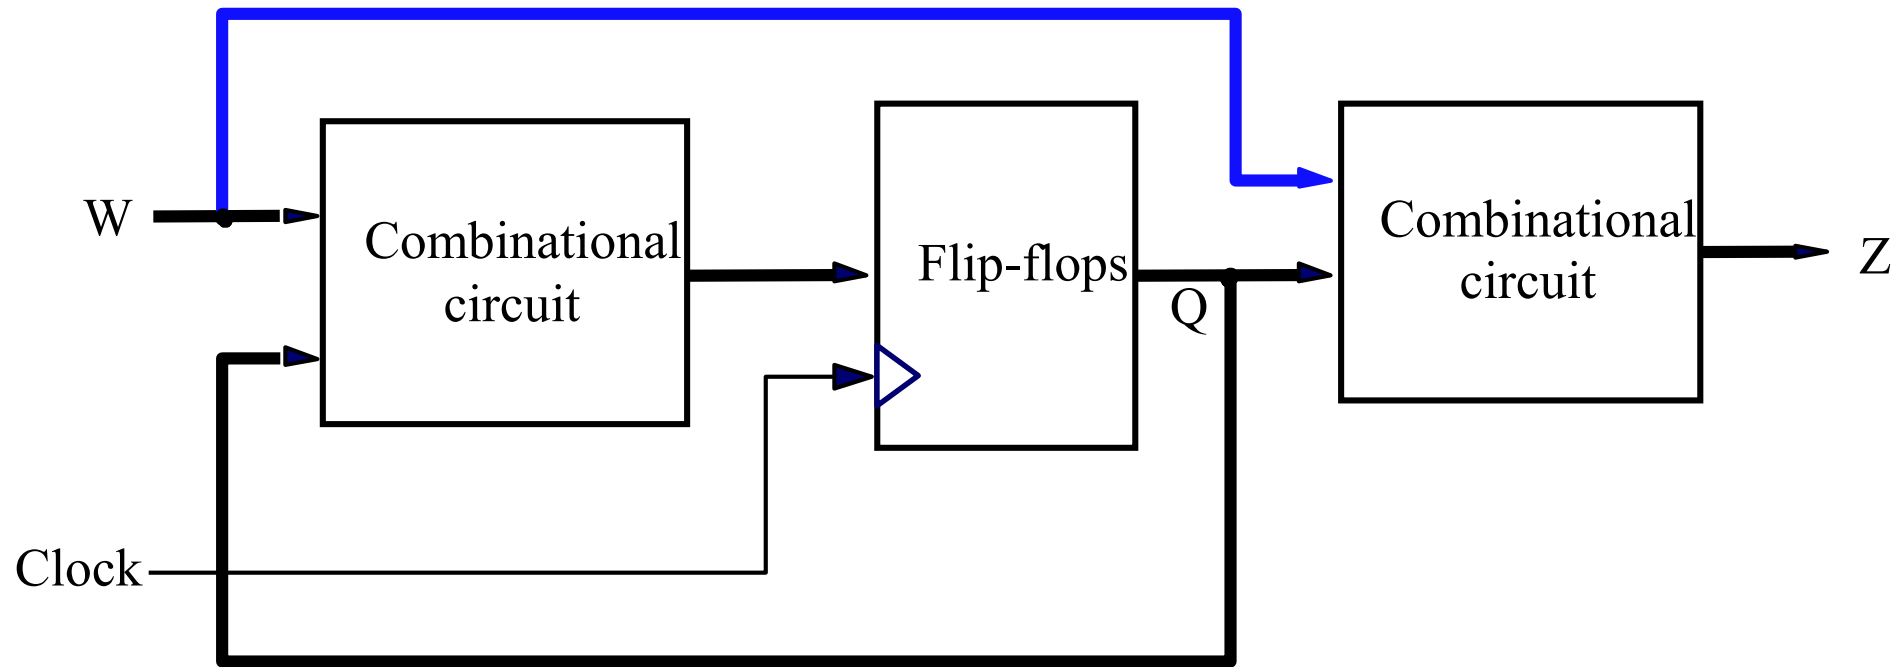 W
Combinational
circuit
Flip-flops
Q
Combinational
circuit
Z
Clock